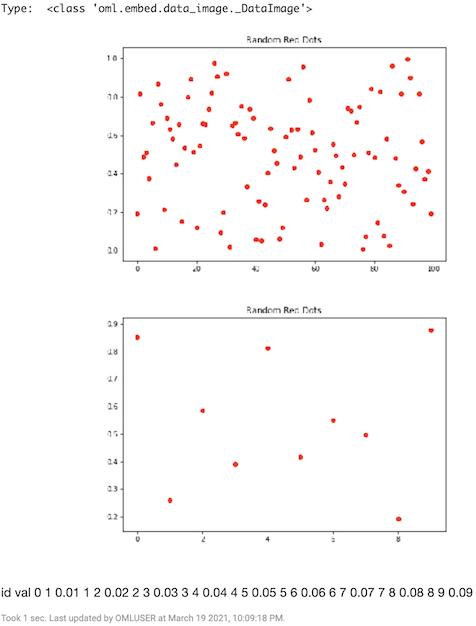 Type: <class 'oml.embed.data_image._DataImage'>
Random Red Dots
1.0
0.8
0.6
0.4
0.2
0.0
0 20 40 60 80 100
Random Red Dots
0.9
0.8
0.7
0.6
0.5
0.4
0.3
0.2
0 2 4 6 8
id val 0 1 0.01 1 2 0.02 2 3 0.03 3 4 0.04 4 5 0.05 5 6 0.06 6 7 0.07 7 8 0.08 8 9 0.09
Took 1 sec. Last updated by OMLUSER at March 19 2021, 10:09:18 PM.